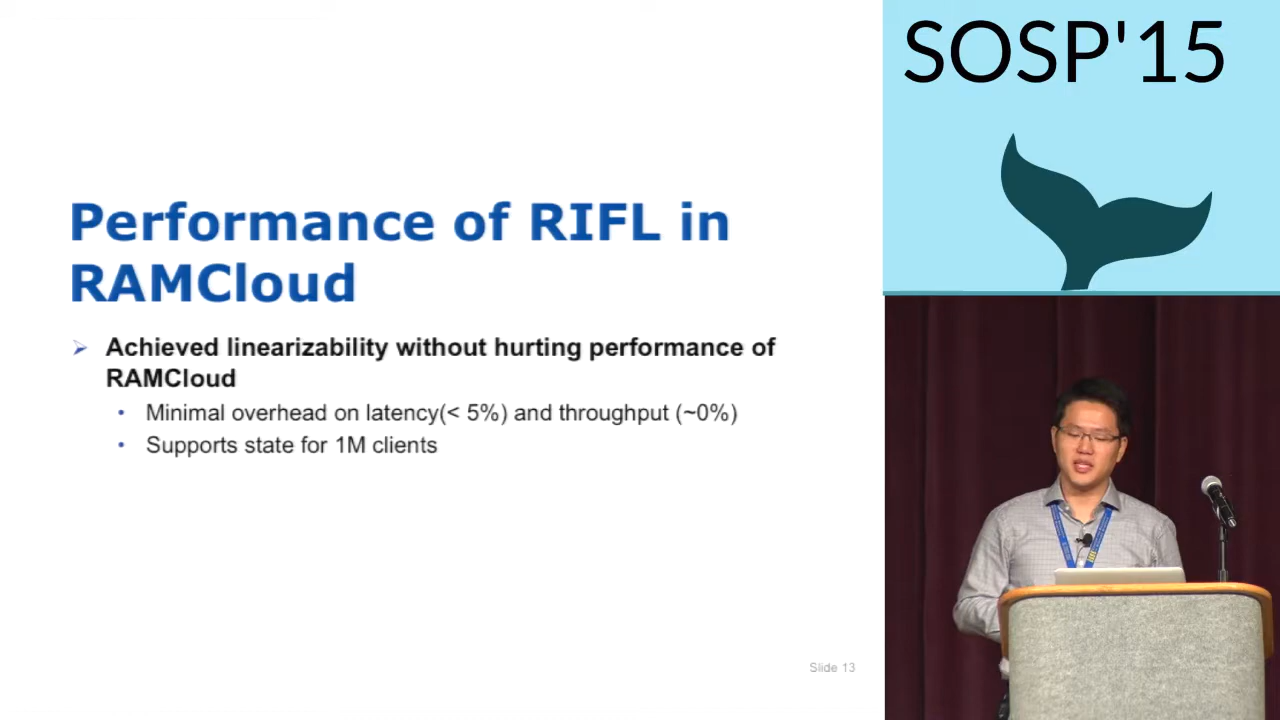 SOSP'15
Performance of RIFL in
RAMCloud
Achieved linearizability without hurting performance of
RAMCloud
Minimal overhead on latency(< 5%) and throughput (~0%)
Supports state for 1M clients
Slide 13